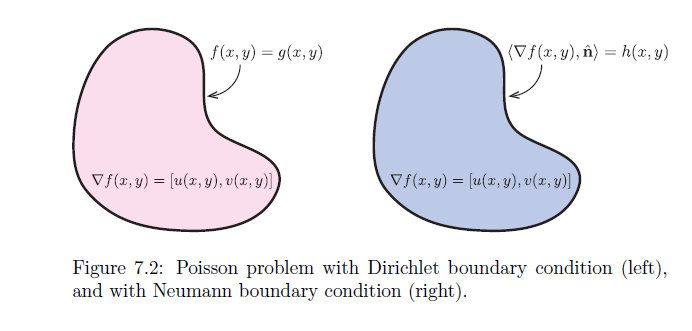 f(x, y) = g(x, y)
⟨∇f(x, y), n̂⟩ = h(x, y)
∇f(x, y) = [u(x, y), v(x, y)]
∇f(x, y) = [u(x, y), v(x, y)]
Figure 7.2: Poisson problem with Dirichlet boundary condition (left),
and with Neumann boundary condition (right).